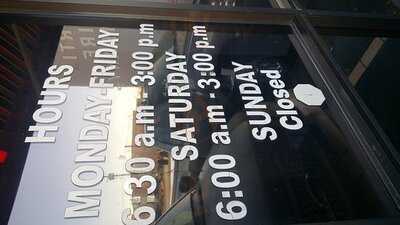 HOURS
MONDAY-FRIDAY
6:30 a.m - 3:00 p.m
SATURDAY
6:00 a.m - 3:00 p.m
SUNDAY
Closed